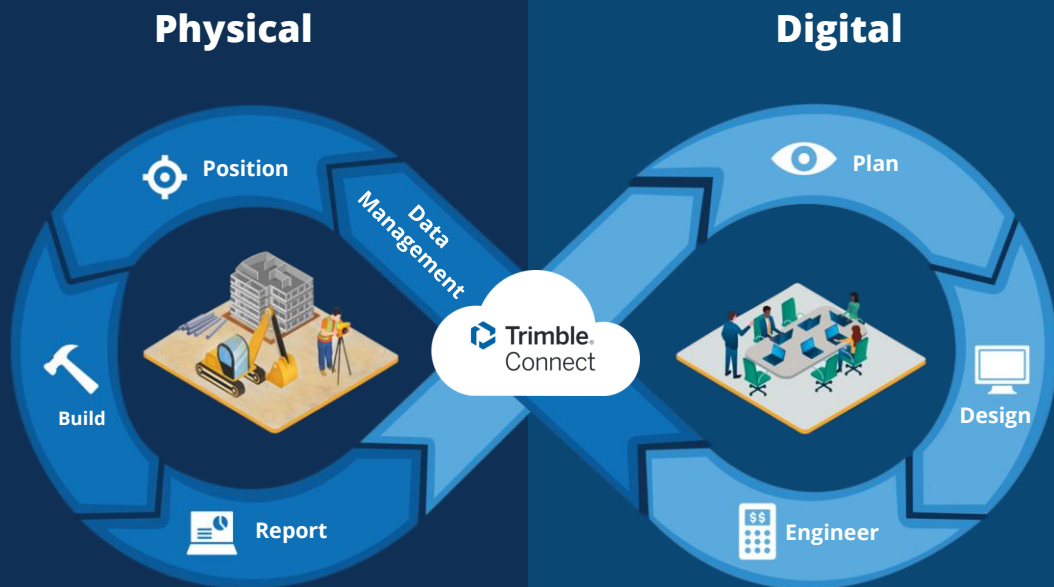 Physical
Digital
Position
Plan
Data
Management
Trimble®
Connect
Build
Design
Report
$$
Engineer